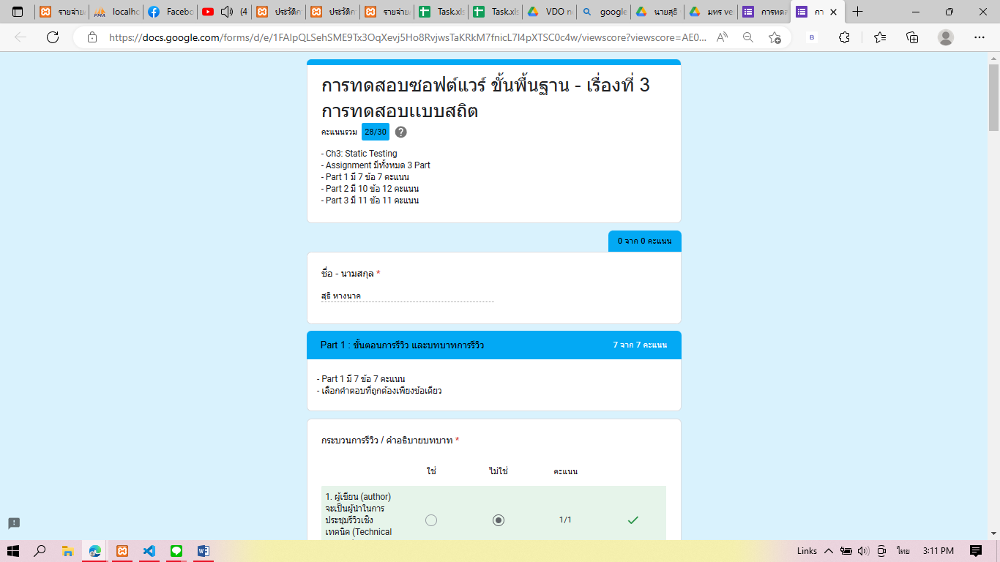 รายจ่าย
localho
Facebo
(4
ประวัติก
ประวัติก
รายจ่าย
Task.xls
Task.xls
VDO n
google
นายสุธี
มทร ve
การทดส
กา
https://docs.google.com/forms/d/e/1FAIpQLSehSME9Tx3OqXevj5Ho8RvjwsTaKRkM7fnicL7l4pXTSC0c4w/viewscore?viewscore=AE0...
การทดสอบซอฟต์แวร์ ขั้นพื้นฐาน - เรื่องที่ 3
การทดสอบแบบสถิต
คะแนนรวม 28/30
- Ch3: Static Testing
- Assignment มีทั้งหมด 3 Part
- Part 1 มี 7 ข้อ 7 คะแนน
- Part 2 มี 10 ข้อ 12 คะแนน
- Part 3 มี 11 ข้อ 11 คะแนน
0 จาก 0 คะแนน
ชื่อ - นามสกุล *
สุธี หางนาค
Part 1 : ขั้นตอนการรีวิว และบทบาทการรีวิว 7 จาก 7 คะแนน
- Part 1 มี 7 ข้อ 7 คะแนน
- เลือกคำตอบที่ถูกต้องเพียงข้อเดียว
กระบวนการรีวิว / คำอธิบายบทบาท *
ใช่ ไม่ใช่ คะแนน
1. ผู้เขียน (author)
จะเป็นผู้นำในการ
ประชุมรีวิวเชิง
เทคนิค (Technical
1/1
Links ไทย 3:11 PM